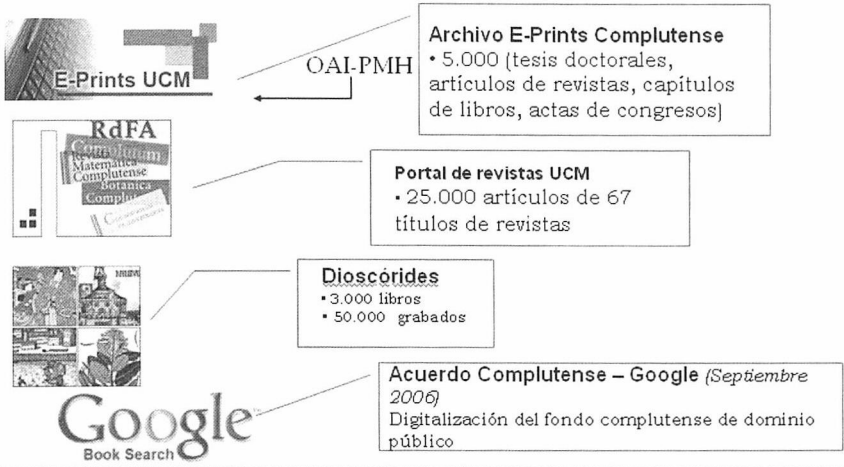 E-Prints UCM
OAI-PMH
Archivo E-Prints Complutense
• 5.000 (tesis doctorales,
artículos de revistas, capítulos
de libros, actas de congresos)
RdFA
Complutum
Revista
Matemática
Complutense
Botanica
Portal de revistas UCM
• 25.000 artículos de 67
títulos de revistas
Dioscórides
• 3.000 libros
• 50.000 grabados
Google
Book Search
Acuerdo Complutense – Google (Septiembre
2006)
Digitalización del fondo complutense de dominio
público